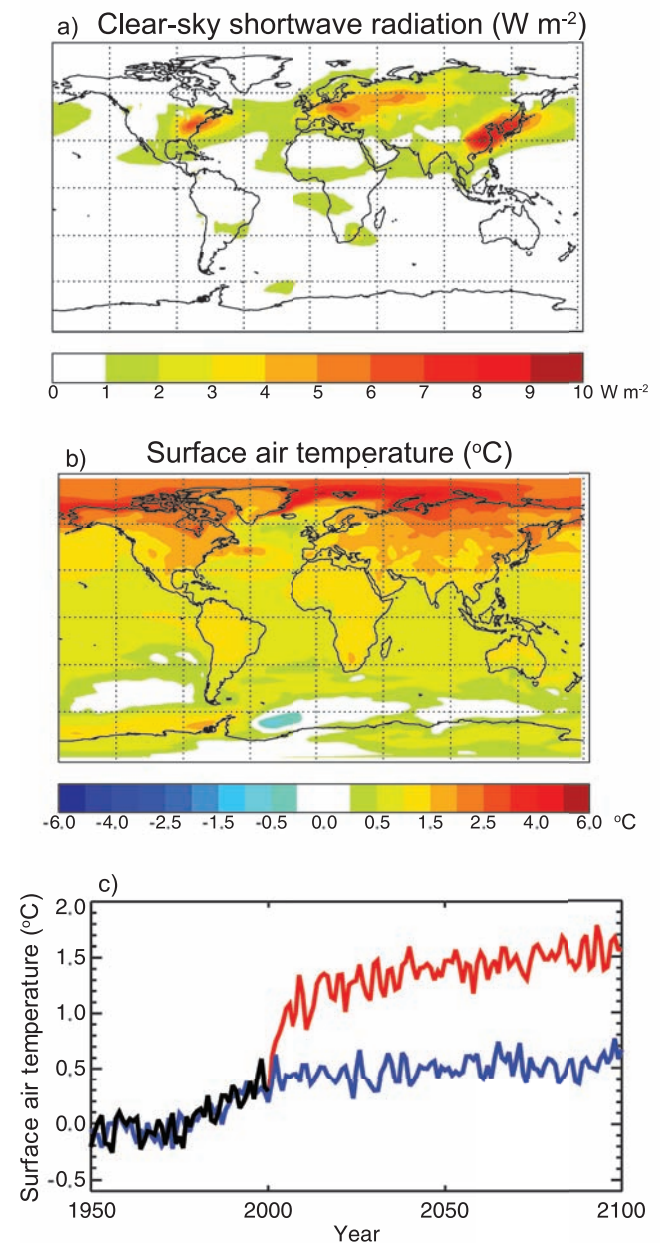 a) Clear-sky shortwave radiation (W m-2)
0 1 2 3 4 5 6 7 8 9 10 W m-2
b) Surface air temperature (oC)
-6.0 -4.0 -2.5 -1.5 -0.5 0.0 0.5 1.5 2.5 4.0 6.0 oC
c)
Surface air temperature (oC)
2.0
1.5
1.0
0.5
0.0
-0.5
1950 2000 2050 2100
Year